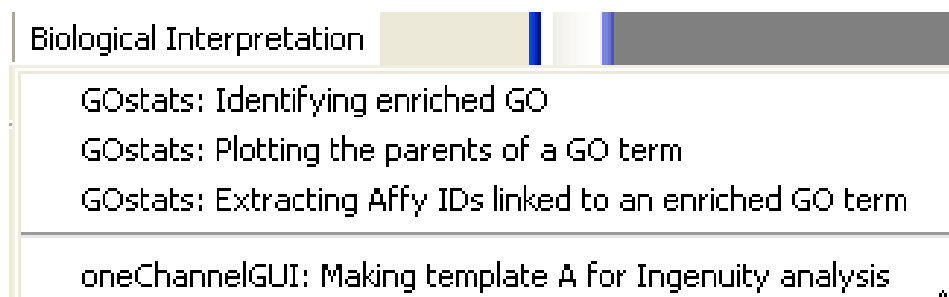 Biological Interpretation
GOstats: Identifying enriched GO
GOstats: Plotting the parents of a GO term
GOstats: Extracting Affy IDs linked to an enriched GO term
oneChannelGUI: Making template A for Ingenuity analysis